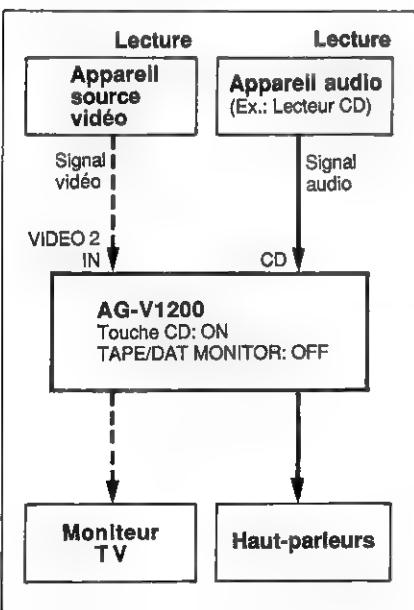 Lecture
Lecture
Appareil
source
vidéo
Appareil audio
(Ex.: Lecteur CD)
Signal
vidéo
Signal
audio
VIDEO 2
IN
CD
AG-V1200
Touche CD: ON
TAPE/DAT MONITOR: OFF
Moniteur
TV
Haut-parleurs